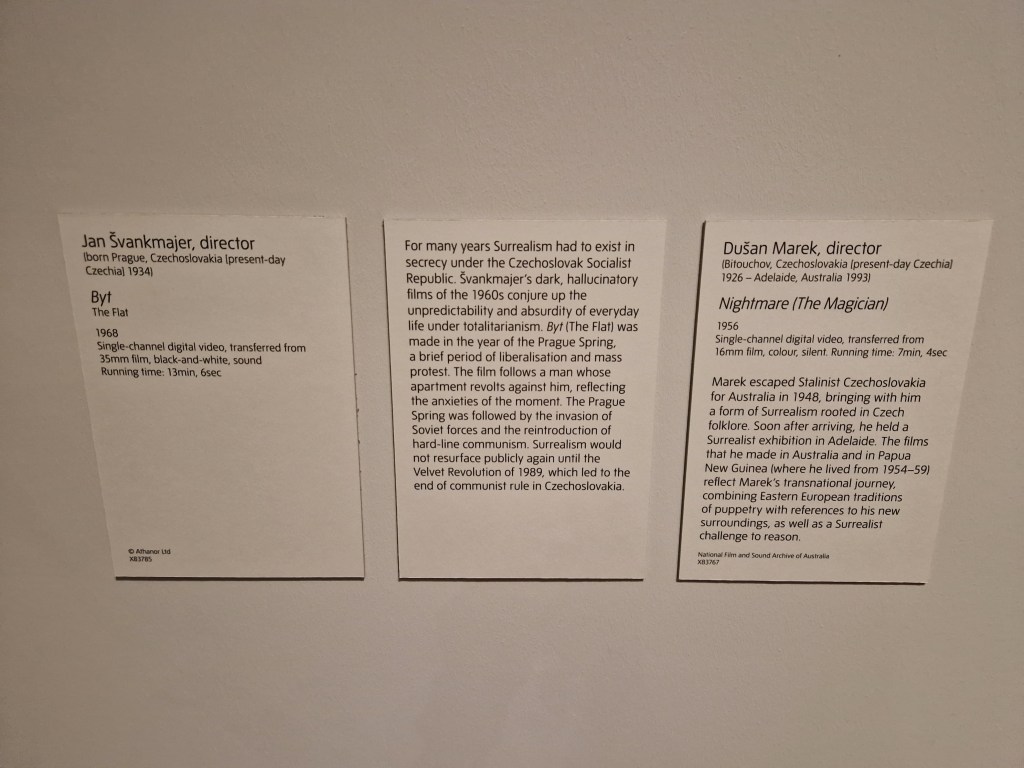 Jan Švankmajer, director
(born Prague, Czechoslovakia [present-day
Czechia] 1934)
Byt
The Flat
1968
Single-channel digital video, transferred from
35mm film, black-and-white, sound
Running time: 13min, 6sec
© Athanor Ltd
X83785
For many years Surrealism had to exist in
secrecy under the Czechoslovak Socialist
Republic. Švankmajer's dark, hallucinatory
films of the 1960s conjure up the
unpredictability and absurdity of everyday
life under totalitarianism. Byt (The Flat) was
made in the year of the Prague Spring,
a brief period of liberalisation and mass
protest. The film follows a man whose
apartment revolts against him, reflecting
the anxieties of the moment. The Prague
Spring was followed by the invasion of
Soviet forces and the reintroduction of
hard-line communism. Surrealism would
not resurface publicly again until the
Velvet Revolution of 1989, which led to the
end of communist rule in Czechoslovakia.
Dušan Marek, director
(Bitouchov, Czechoslovakia [present-day Czechia]
1926 – Adelaide, Australia 1993)
Nightmare (The Magician)
1956
Single-channel digital video, transferred from
16mm film, colour, silent. Running time: 7min, 4sec
Marek escaped Stalinist Czechoslovakia
for Australia in 1948, bringing with him
a form of Surrealism rooted in Czech
folklore. Soon after arriving, he held a
Surrealist exhibition in Adelaide. The films
that he made in Australia and in Papua
New Guinea (where he lived from 1954–59)
reflect Marek's transnational journey,
combining Eastern European traditions
of puppetry with references to his new
surroundings, as well as a Surrealist
challenge to reason.
National Film and Sound Archive of Australia
X83767